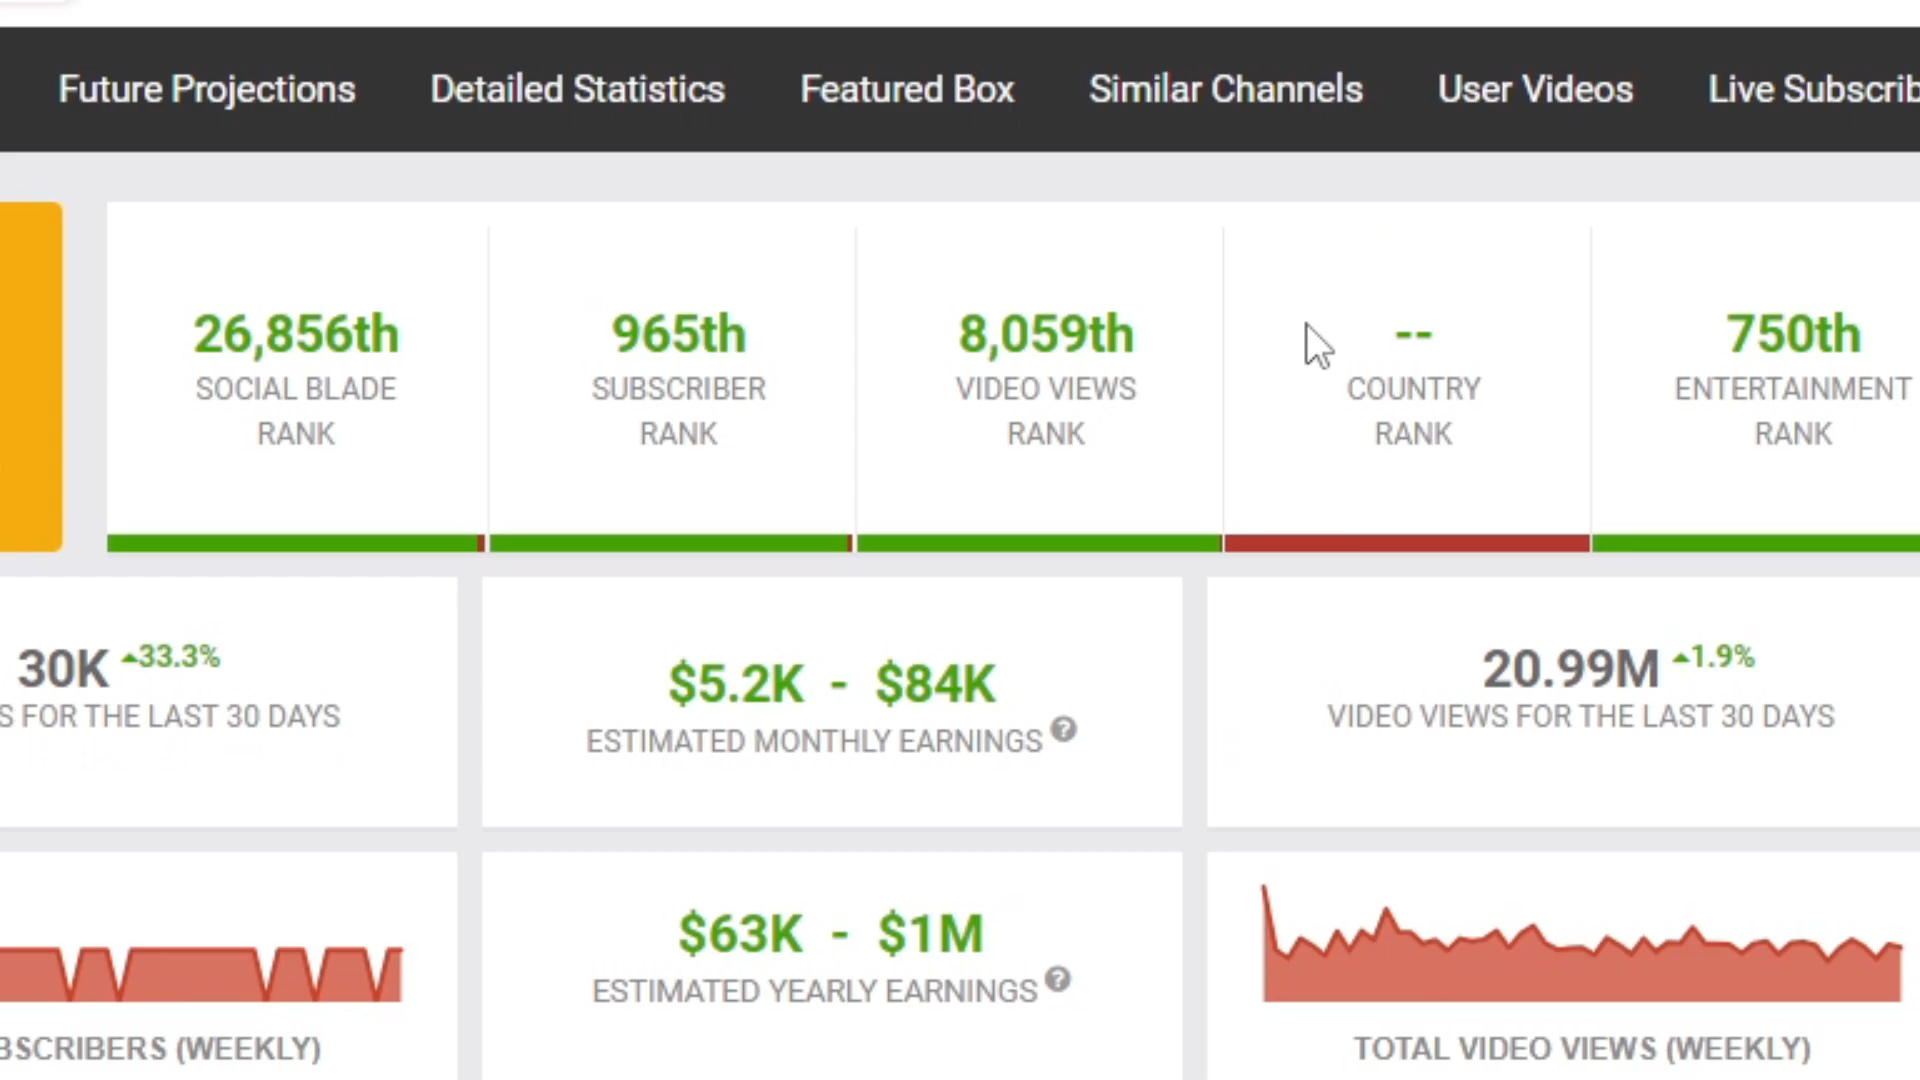 Future Projections Detailed Statistics Featured Box Similar Channels User Videos Live Subscrib
26,856th 965th 8,059th -- 750th
SOCIAL BLADE SUBSCRIBER VIDEO VIEWS COUNTRY ENTERTAINMENT
RANK RANK RANK RANK RANK
30K 33.3% $5.2K - $84K 20.99M 1.9%
S FOR THE LAST 30 DAYS ESTIMATED MONTHLY EARNINGS ? VIDEO VIEWS FOR THE LAST 30 DAYS
$63K - $1M
ESTIMATED YEARLY EARNINGS ?
BSCRIBERS (WEEKLY) TOTAL VIDEO VIEWS (WEEKLY)